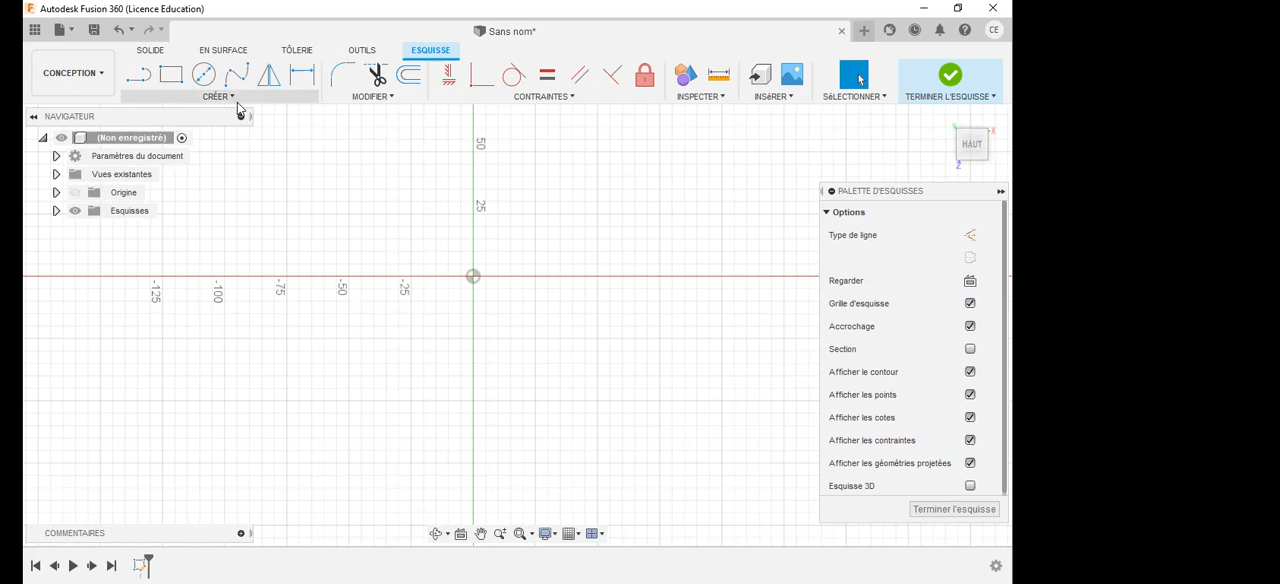 Autodesk Fusion 360 (Licence Education)
Sans nom*
CE
SOLIDE EN SURFACE TÔLERIE OUTILS ESQUISSE
CONCEPTION
CRÉER MODIFIER CONTRAINTES INSPECTER INSéRER SéLECTIONNER TERMINER L'ESQUISSE
NAVIGATEUR
(Non enregistré)
Paramètres du document
Vues existantes
Origine
Esquisses
50
25
-125 -100 -75 -50 -25
X
HAUT
Z
PALETTE D'ESQUISSES
Options
Type de ligne
Regarder
Grille d'esquisse
Accrochage
Section
Afficher le contour
Afficher les points
Afficher les cotes
Afficher les contraintes
Afficher les géométries projetées
Esquisse 3D
Terminer l'esquisse
COMMENTAIRES